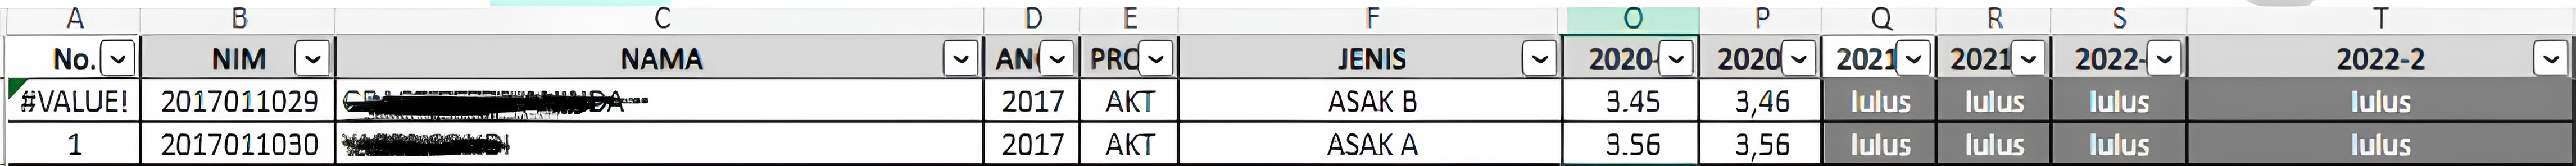 A B C D E F O P Q R S T
No. NIM NAMA AN PRO JENIS 2020- 2020 2021 2021 2022- 2022-2
#VALUE! 2017011029 2017 AKT ASAK B 3.45 3,46 lulus lulus lulus lulus
1 2017011030 2017 AKT ASAK A 3.56 3,56 lulus lulus lulus lulus